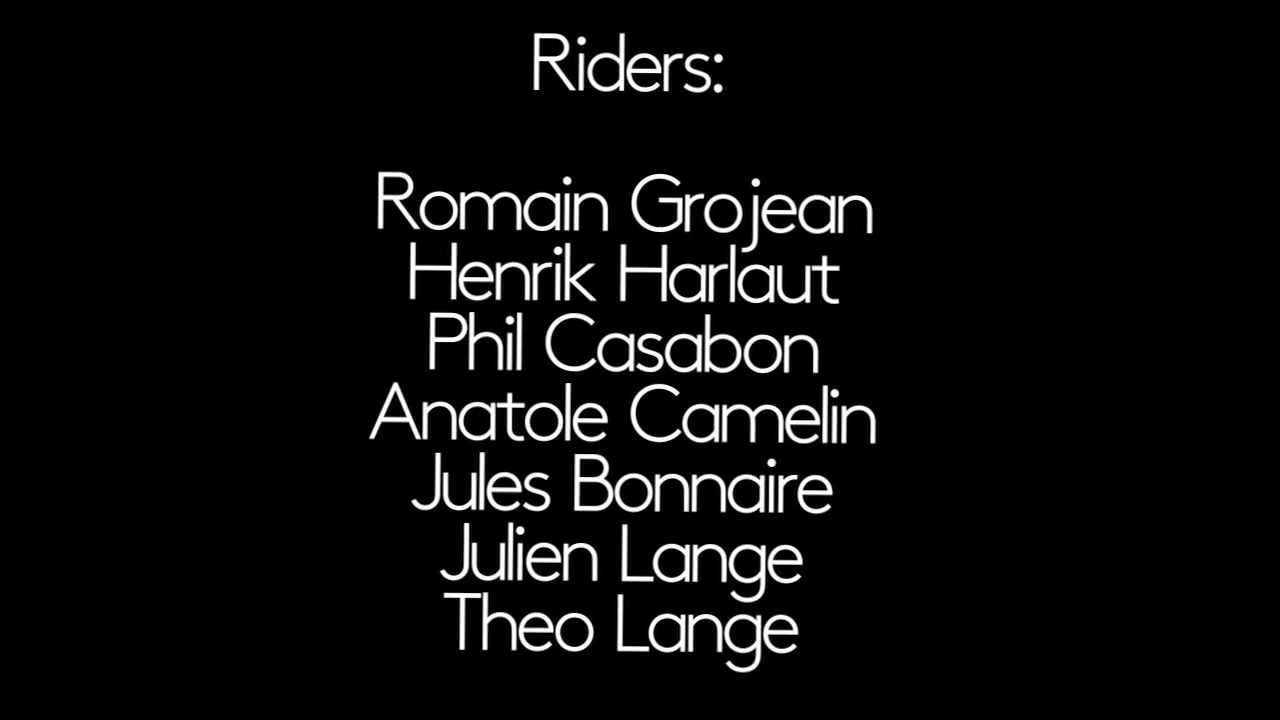 Riders:
Romain Grojean
Henrik Harlaut
Phil Casabon
Anatole Camelin
Jules Bonnaire
Julien Lange
Theo Lange